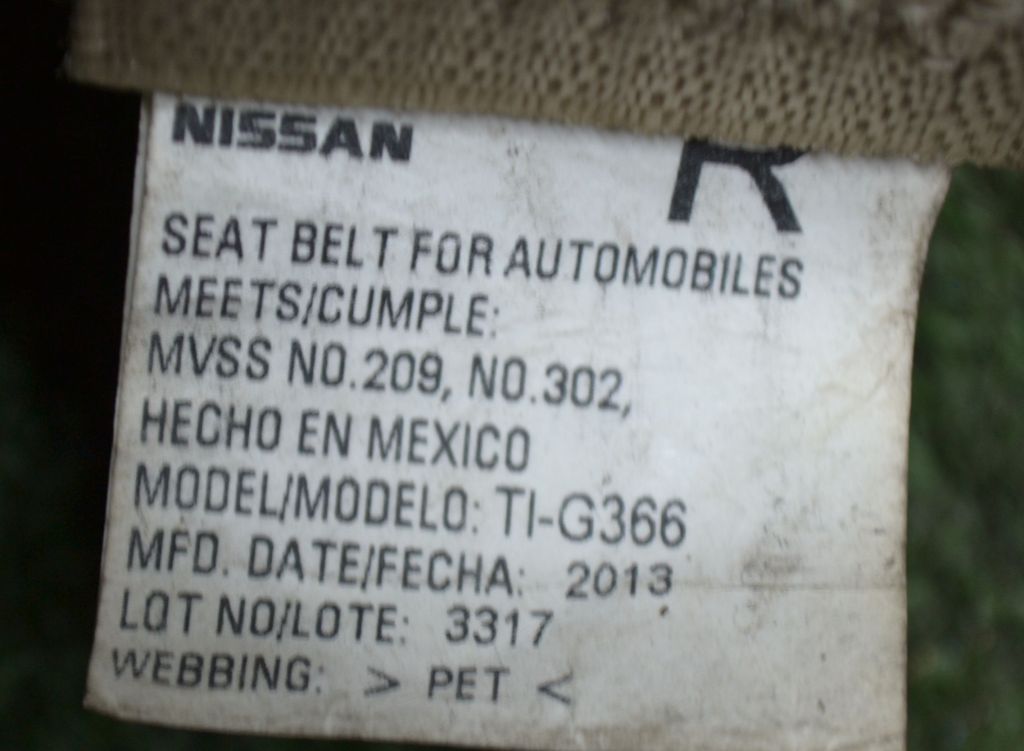 NISSAN R
SEAT BELT FOR AUTOMOBILES
MEETS/CUMPLE:
MVSS NO.209, NO.302,
HECHO EN MEXICO
MODEL/MODELO: TI-G366
MFD. DATE/FECHA: 2013
LOT NO/LOTE: 3317
WEBBING: > PET <